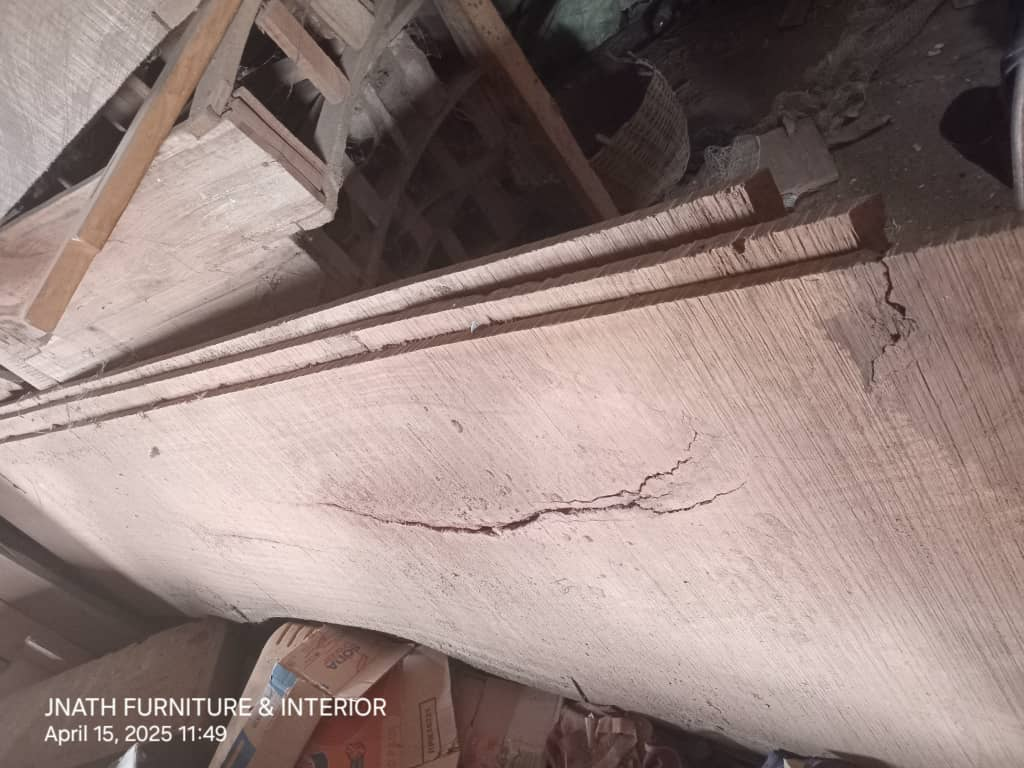 JNATH FURNITURE & INTERIOR
April 15, 2025 11:49